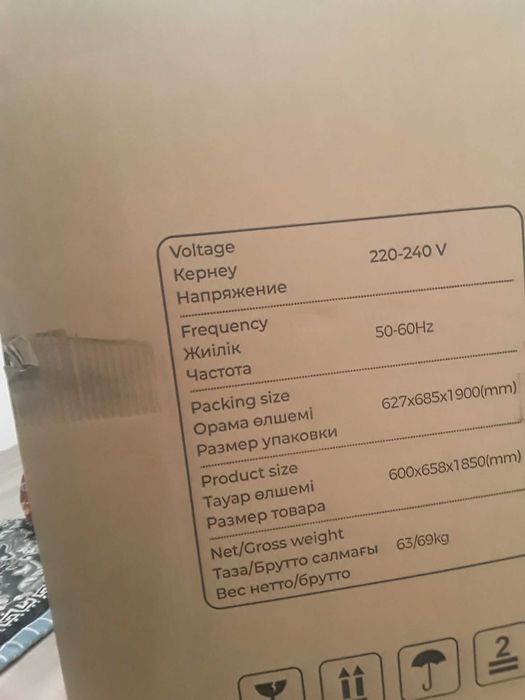 Voltage
Кернеу
Напряжение
220-240 V
Frequency
Жиілік
Частота
50-60Hz
Packing size
Орама өлшемі
Размер упаковки
627x685x1900(mm)
Product size
Тауар өлшемі
Размер товара
600x658x1850(mm)
Net/Gross weight
Таза/Брутто салмағы
Вес нетто/брутто
63/69kg
2